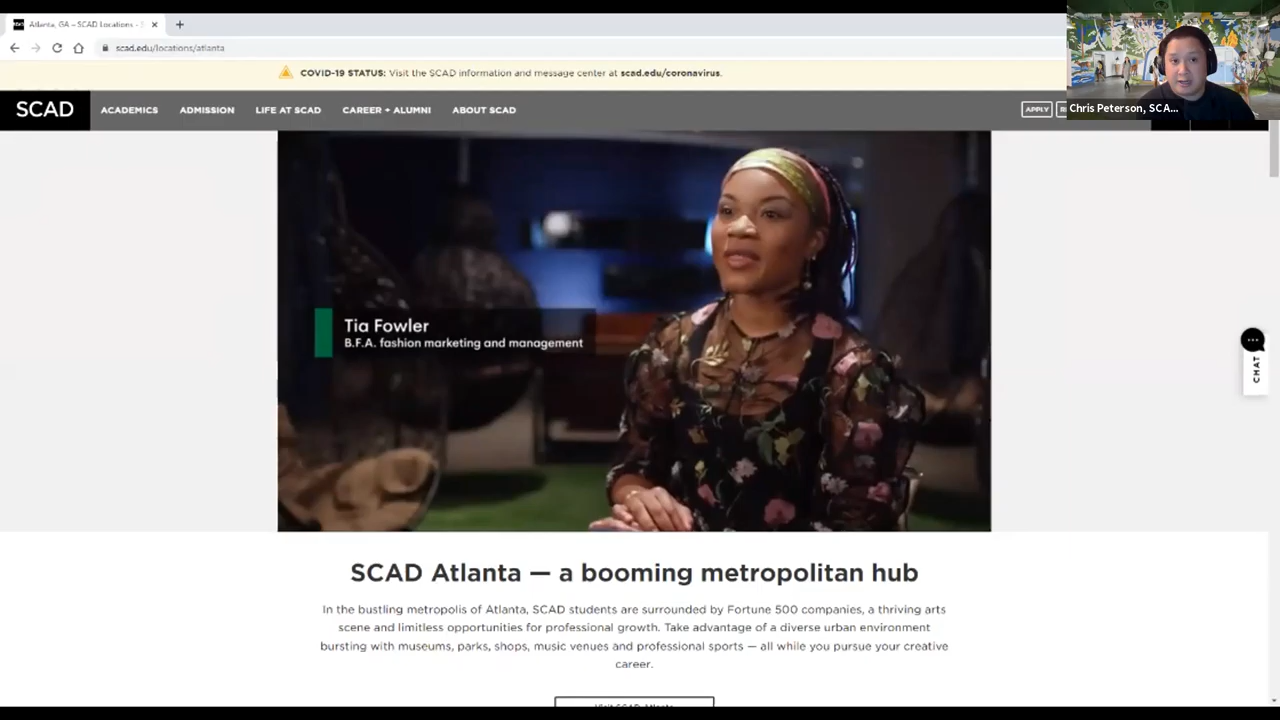 Atlanta, GA – SCAD Locations - S
scad.edu/locations/atlanta
COVID-19 STATUS: Visit the SCAD information and message center at scad.edu/coronavirus.
SCAD
ACADEMICS
ADMISSION
LIFE AT SCAD
CAREER + ALUMNI
ABOUT SCAD
APPLY
Chris Peterson, SCA...
Tia Fowler
B.F.A. fashion marketing and management
CHAT
SCAD Atlanta — a booming metropolitan hub
In the bustling metropolis of Atlanta, SCAD students are surrounded by Fortune 500 companies, a thriving arts
scene and limitless opportunities for professional growth. Take advantage of a diverse urban environment
bursting with museums, parks, shops, music venues and professional sports — all while you pursue your creative
career.
Visit SCAD Atlanta